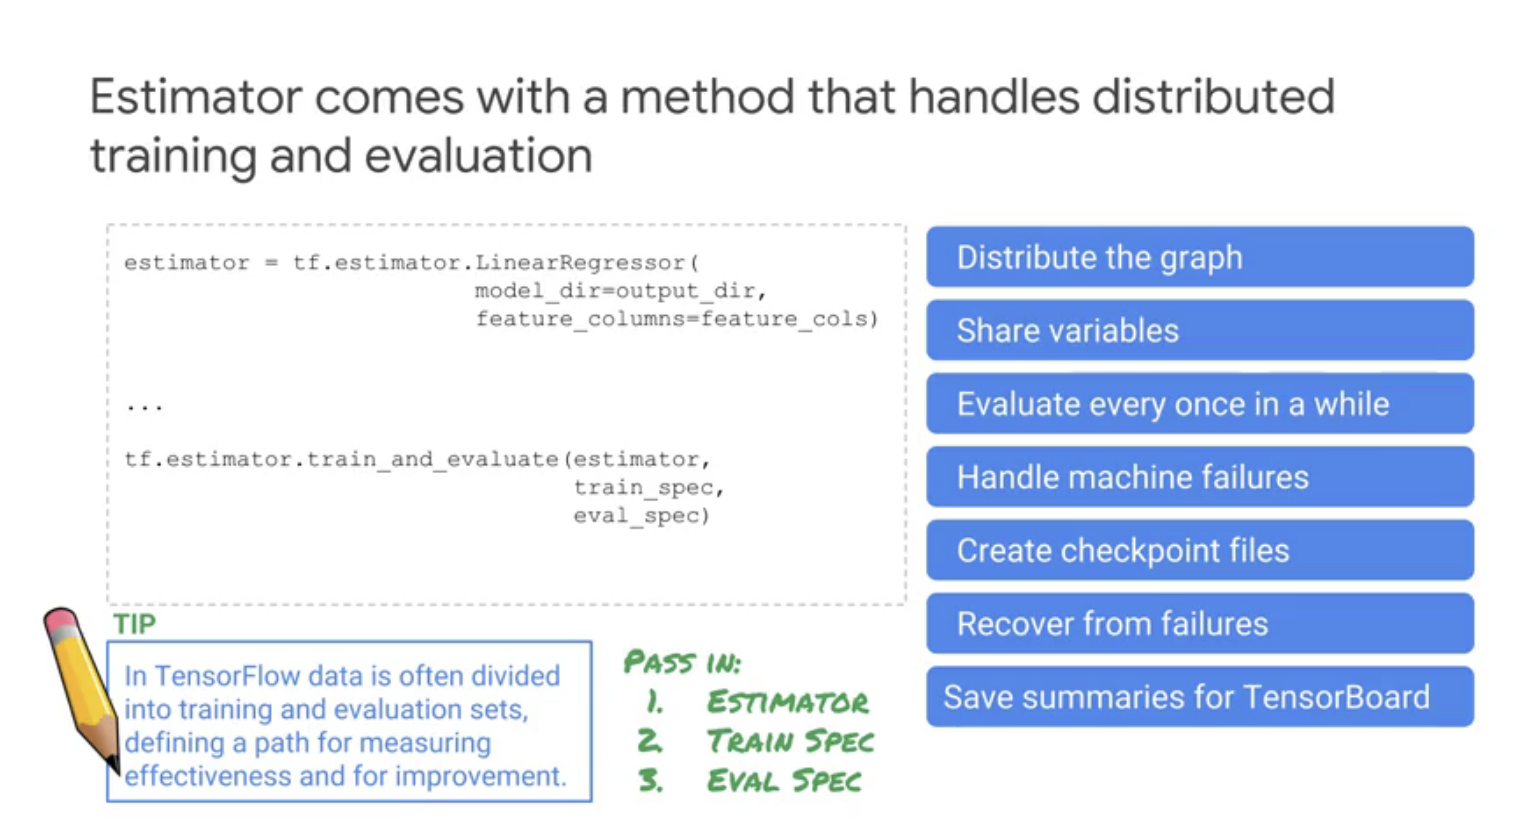 Estimator comes with a method that handles distributed
training and evaluation
estimator = tf.estimator.LinearRegressor(
model_dir=output_dir,
feature_columns=feature_cols)
...
tf.estimator.train_and_evaluate(estimator,
train_spec,
eval_spec)
Distribute the graph
Share variables
Evaluate every once in a while
Handle machine failures
Create checkpoint files
Recover from failures
Save summaries for TensorBoard
TIP
In TensorFlow data is often divided
into training and evaluation sets,
defining a path for measuring
effectiveness and for improvement.
PASS IN:
1. ESTIMATOR
2. TRAIN SPEC
3. EVAL SPEC